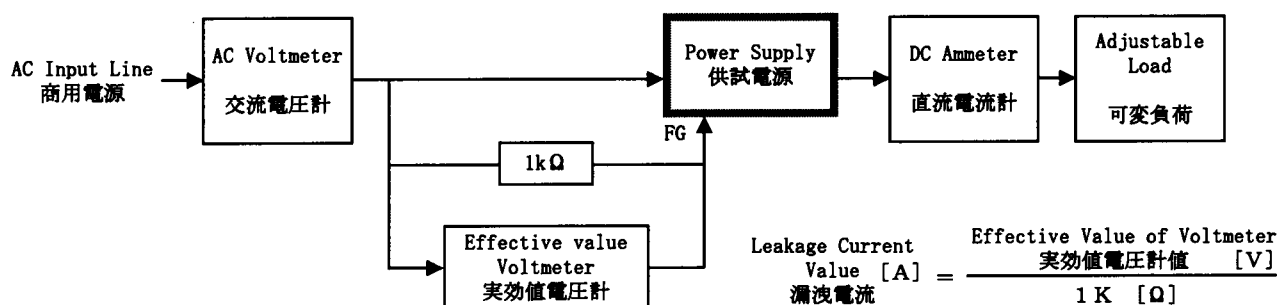 AC Input Line
商用電源
AC Voltmeter
交流電圧計
Power Supply
供試電源
DC Ammeter
直流電流計
Adjustable
Load
可変負荷
FG
1kΩ
Effective value
Voltmeter
実効値電圧計
Leakage Current
Value [A] =
漏洩電流
Effective Value of Voltmeter
実効値電圧計値 [V]
1K [Ω]